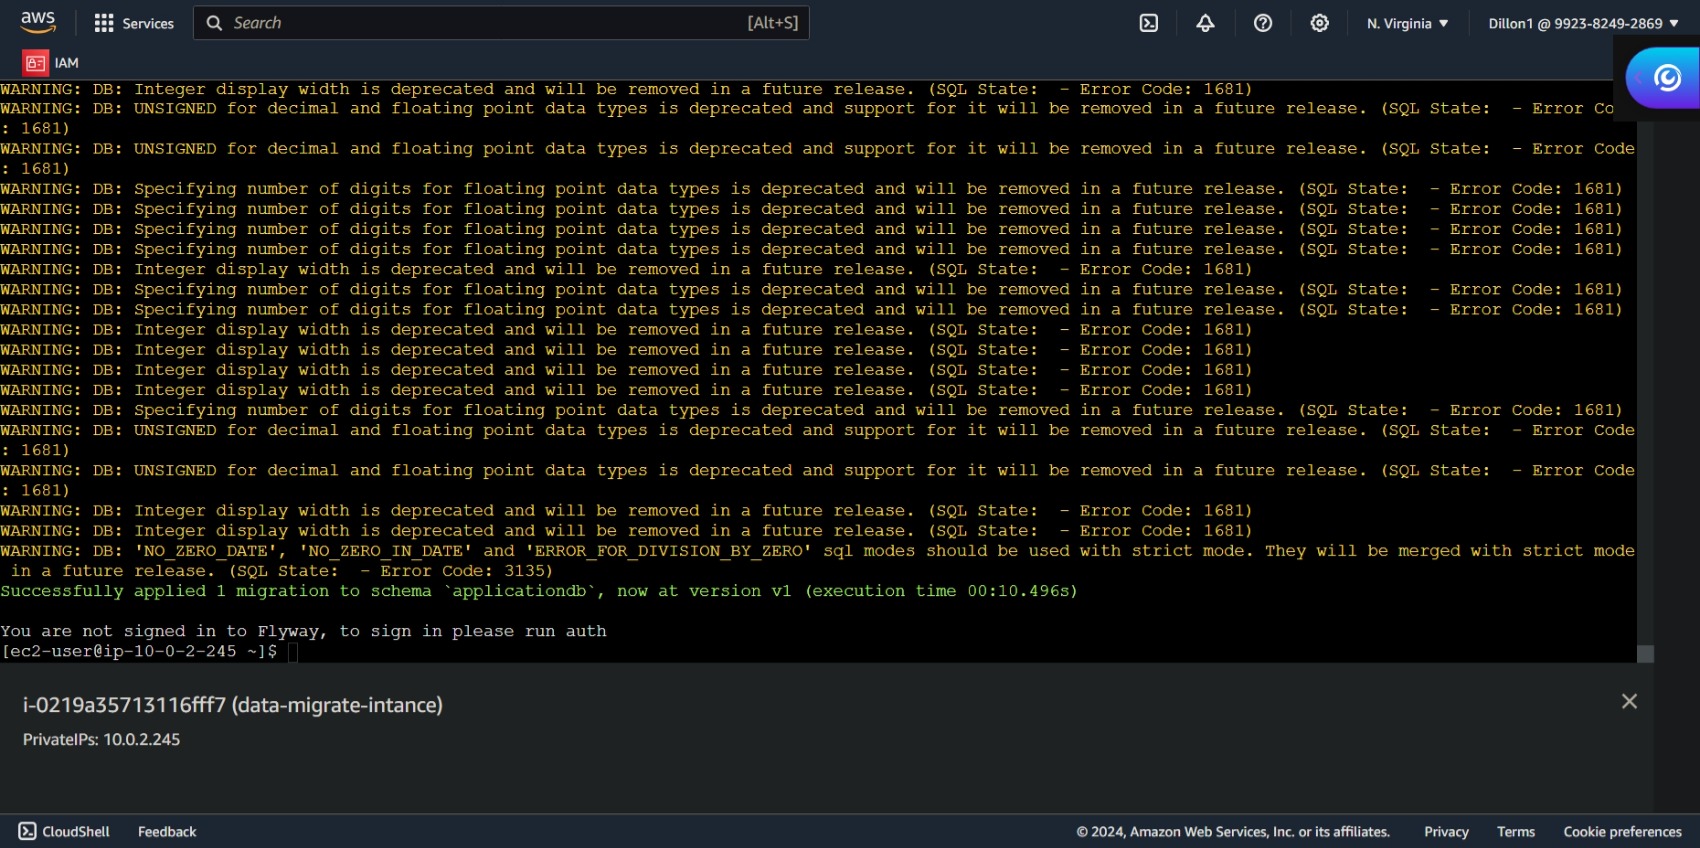 aws
Services
Search
[Alt+S]
N. Virginia
Dillon1 @ 9923-8249-2869
IAM
WARNING: DB: Integer display width is deprecated and will be removed in a future release. (SQL State:  - Error Code: 1681)
WARNING: DB: UNSIGNED for decimal and floating point data types is deprecated and support for it will be removed in a future release. (SQL State:  - Error Co
: 1681)
WARNING: DB: UNSIGNED for decimal and floating point data types is deprecated and support for it will be removed in a future release. (SQL State:  - Error Code
: 1681)
WARNING: DB: Specifying number of digits for floating point data types is deprecated and will be removed in a future release. (SQL State:  - Error Code: 1681)
WARNING: DB: Specifying number of digits for floating point data types is deprecated and will be removed in a future release. (SQL State:  - Error Code: 1681)
WARNING: DB: Specifying number of digits for floating point data types is deprecated and will be removed in a future release. (SQL State:  - Error Code: 1681)
WARNING: DB: Specifying number of digits for floating point data types is deprecated and will be removed in a future release. (SQL State:  - Error Code: 1681)
WARNING: DB: Integer display width is deprecated and will be removed in a future release. (SQL State:  - Error Code: 1681)
WARNING: DB: Specifying number of digits for floating point data types is deprecated and will be removed in a future release. (SQL State:  - Error Code: 1681)
WARNING: DB: Specifying number of digits for floating point data types is deprecated and will be removed in a future release. (SQL State:  - Error Code: 1681)
WARNING: DB: Integer display width is deprecated and will be removed in a future release. (SQL State:  - Error Code: 1681)
WARNING: DB: Integer display width is deprecated and will be removed in a future release. (SQL State:  - Error Code: 1681)
WARNING: DB: Integer display width is deprecated and will be removed in a future release. (SQL State:  - Error Code: 1681)
WARNING: DB: Integer display width is deprecated and will be removed in a future release. (SQL State:  - Error Code: 1681)
WARNING: DB: Specifying number of digits for floating point data types is deprecated and will be removed in a future release. (SQL State:  - Error Code: 1681)
WARNING: DB: UNSIGNED for decimal and floating point data types is deprecated and support for it will be removed in a future release. (SQL State:  - Error Code
: 1681)
WARNING: DB: UNSIGNED for decimal and floating point data types is deprecated and support for it will be removed in a future release. (SQL State:  - Error Code
: 1681)
WARNING: DB: Integer display width is deprecated and will be removed in a future release. (SQL State:  - Error Code: 1681)
WARNING: DB: Integer display width is deprecated and will be removed in a future release. (SQL State:  - Error Code: 1681)
WARNING: DB: 'NO_ZERO_DATE', 'NO_ZERO_IN_DATE' and 'ERROR_FOR_DIVISION_BY_ZERO' sql modes should be used with strict mode. They will be merged with strict mode
 in a future release. (SQL State:  - Error Code: 3135)
Successfully applied 1 migration to schema `applicationdb`, now at version v1 (execution time 00:10.496s)
You are not signed in to Flyway, to sign in please run auth
[ec2-user@ip-10-0-2-245 ~]$
i-0219a35713116fff7 (data-migrate-intance)
PrivateIPs: 10.0.2.245
CloudShell
Feedback
© 2024, Amazon Web Services, Inc. or its affiliates.
Privacy
Terms
Cookie preferences